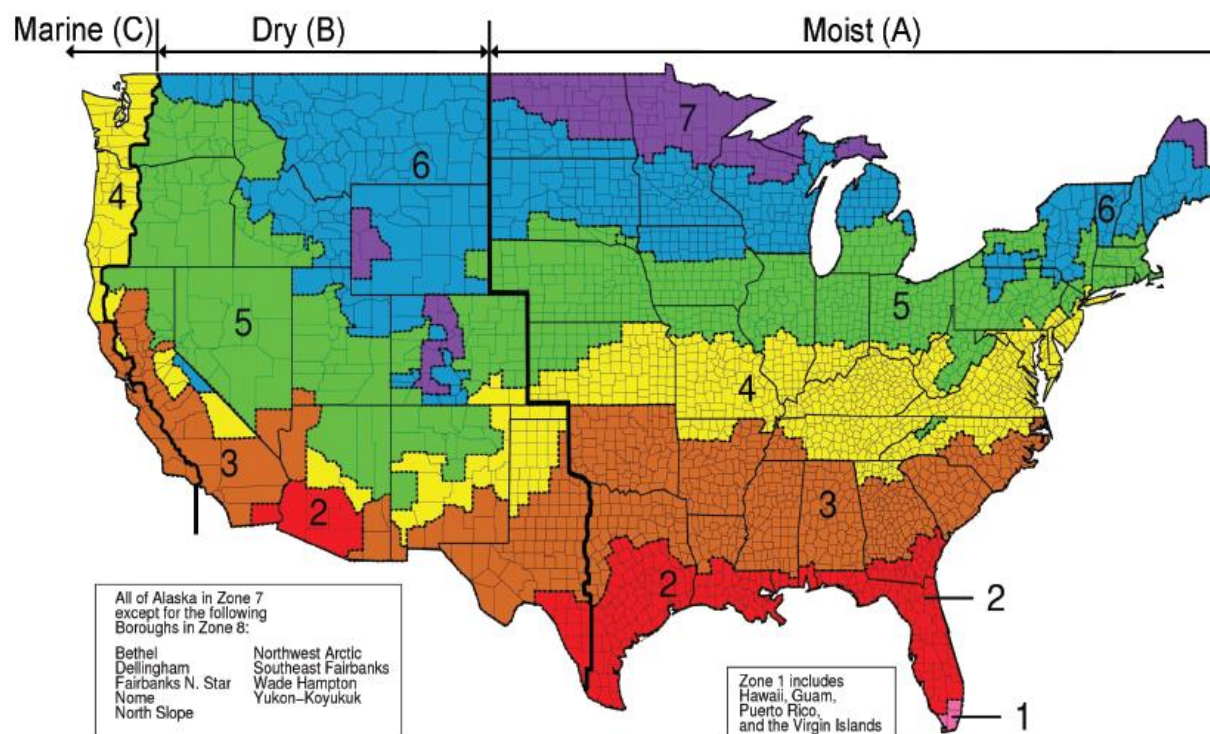 Marine (C)
Dry (B)
Moist (A)
7
6
4
6
5
5
4
3
3
2
2
2
1
All of Alaska in Zone 7
except for the following
Boroughs in Zone 8:
Bethel
Dellingham
Fairbanks N. Star
Nome
North Slope
Northwest Arctic
Southeast Fairbanks
Wade Hampton
Yukon-Koyukuk
Zone 1 includes
Hawaii, Guam,
Puerto Rico,
and the Virgin Islands